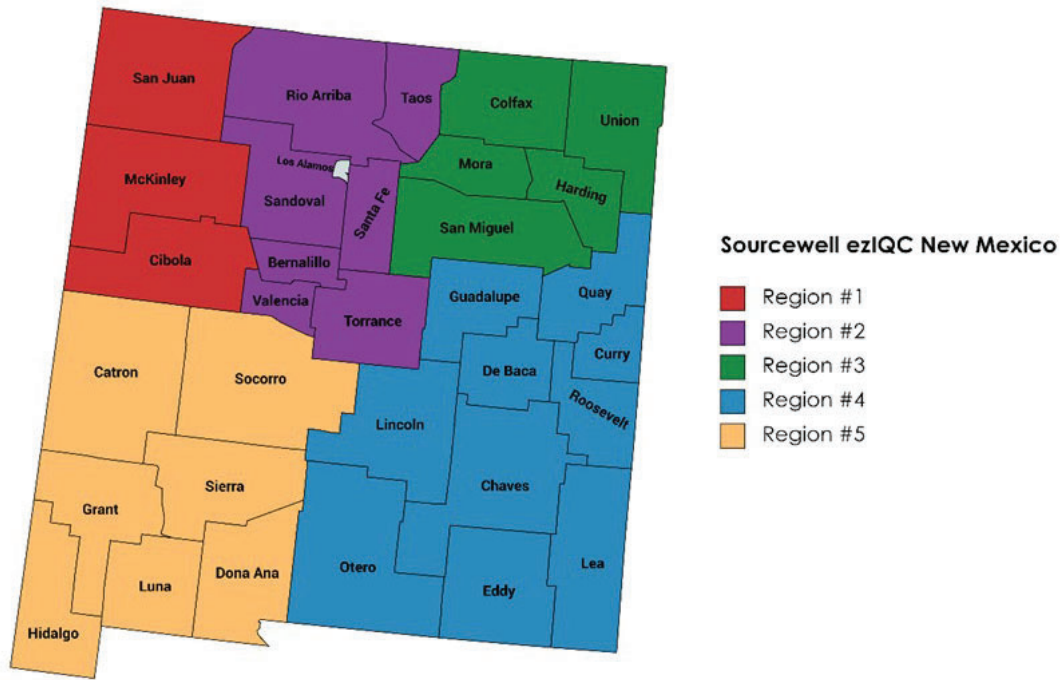 San Juan
Rio Arriba
Taos
Colfax
Union
McKinley
Los Alamos
Mora
Harding
Sandoval
Santa Fe
San Miguel
Cibola
Bernalillo
Valencia
Torrance
Guadalupe
Quay
Curry
De Baca
Roosevelt
Catron
Socorro
Lincoln
Sierra
Chaves
Grant
Otero
Lea
Luna
Dona Ana
Eddy
Hidalgo
Sourcewell ezIQC New Mexico
Region #1
Region #2
Region #3
Region #4
Region #5